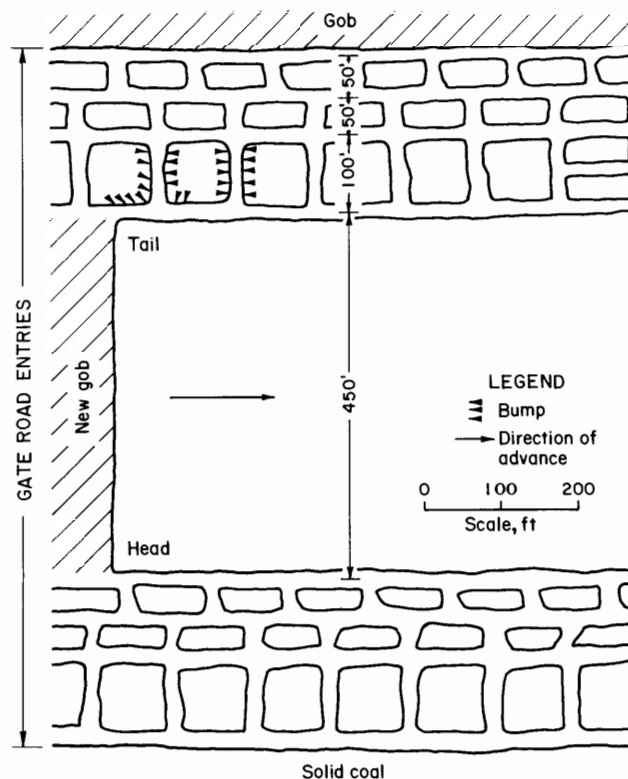 Gob
50'
50'
100'
Tail
GATE ROAD ENTRIES
New gob
450'
LEGEND
Bump
Direction of
advance
0 100 200
Scale, ft
Head
Solid coal